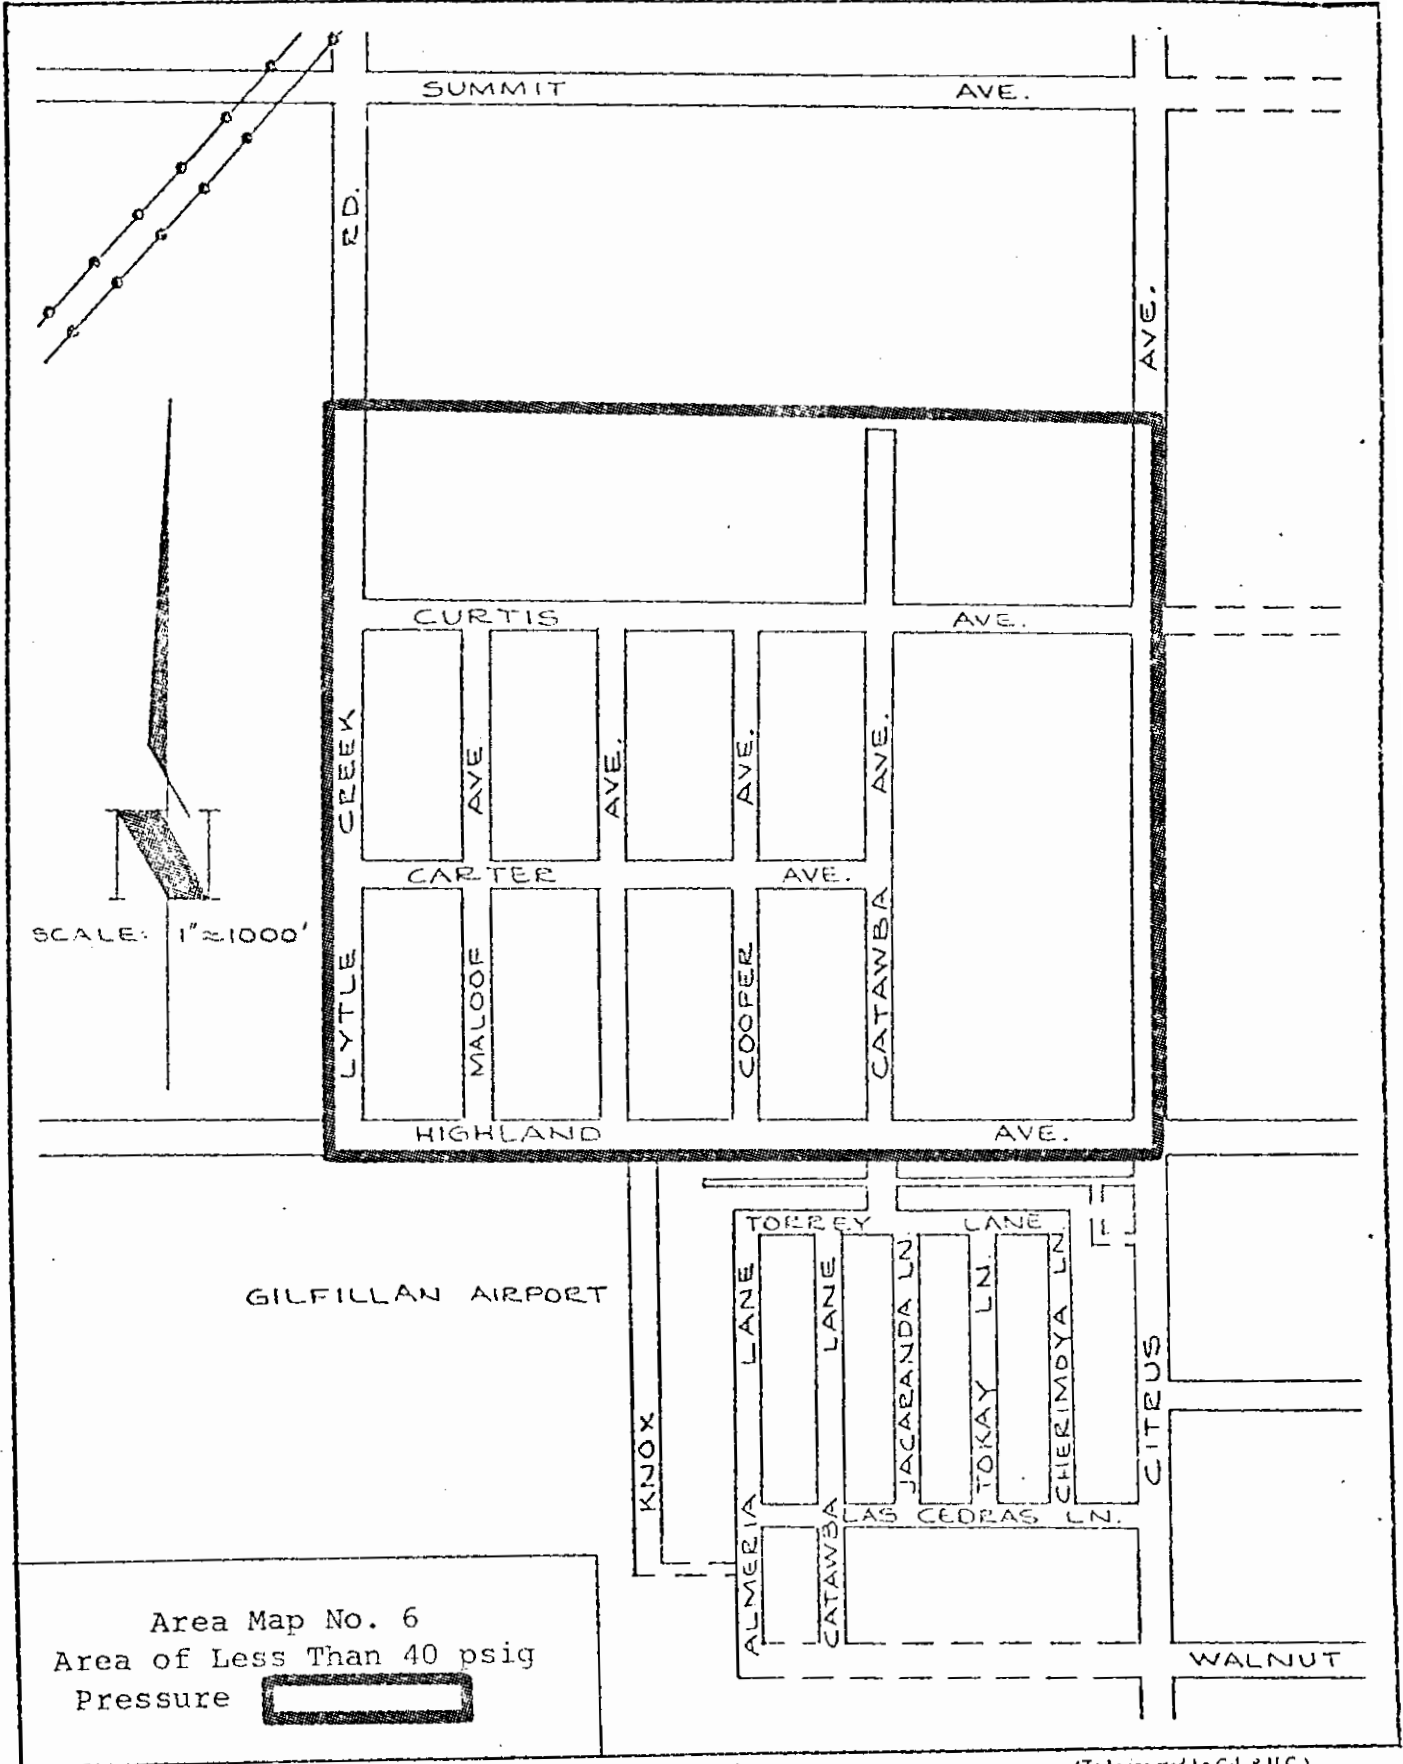 SUMMIT AVE.
RD.
AVE.
CURTIS AVE.
CREEK
AVE
AVE.
AVE.
AVE.
CARTER AVE.
N
SCALE: 1"≈1000'
LYTLE
MALOOF
COOPER
CATAWBA
HIGHLAND AVE.
TORREY LANE
GILFILLAN AIRPORT
LANE
LANE
JACARANDA LN.
TOKAY LN.
CHERIMOYA LN
CITRUS
KNOX
ALMERIA
CATAWBA
LAS CEDRAS LN.
WALNUT
Area Map No. 6
Area of Less Than 40 psig
Pressure